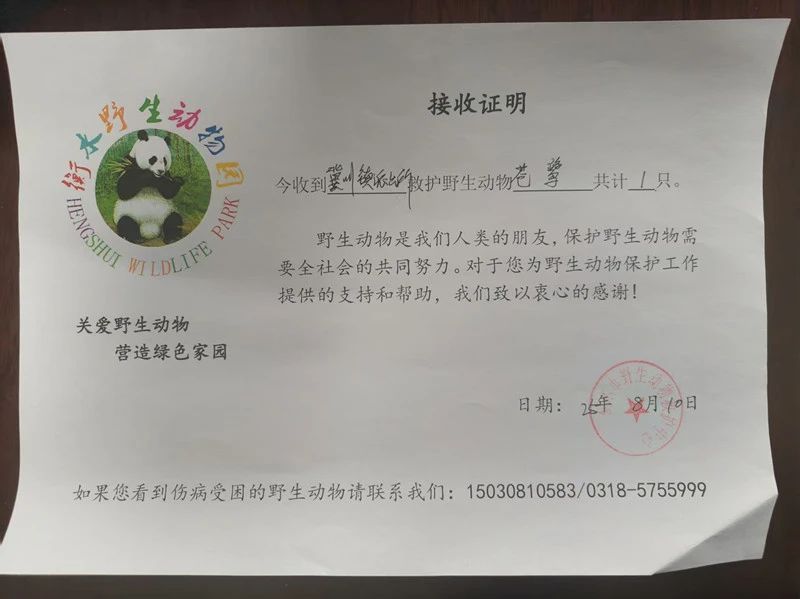 衡水野生动物园
HENGSHUI WILDLIFE PARK
关爱野生动物
营造绿色家园
接收证明
今收到冀州镇派出所救护野生动物苍鹭共计1只。
野生动物是我们人类的朋友，保护野生动物需
要全社会的共同努力。对于您为野生动物保护工作
提供的支持和帮助，我们致以衷心的感谢！
日期：25年8月10日
如果您看到伤病受困的野生动物请联系我们：15030810583/0318-5755999